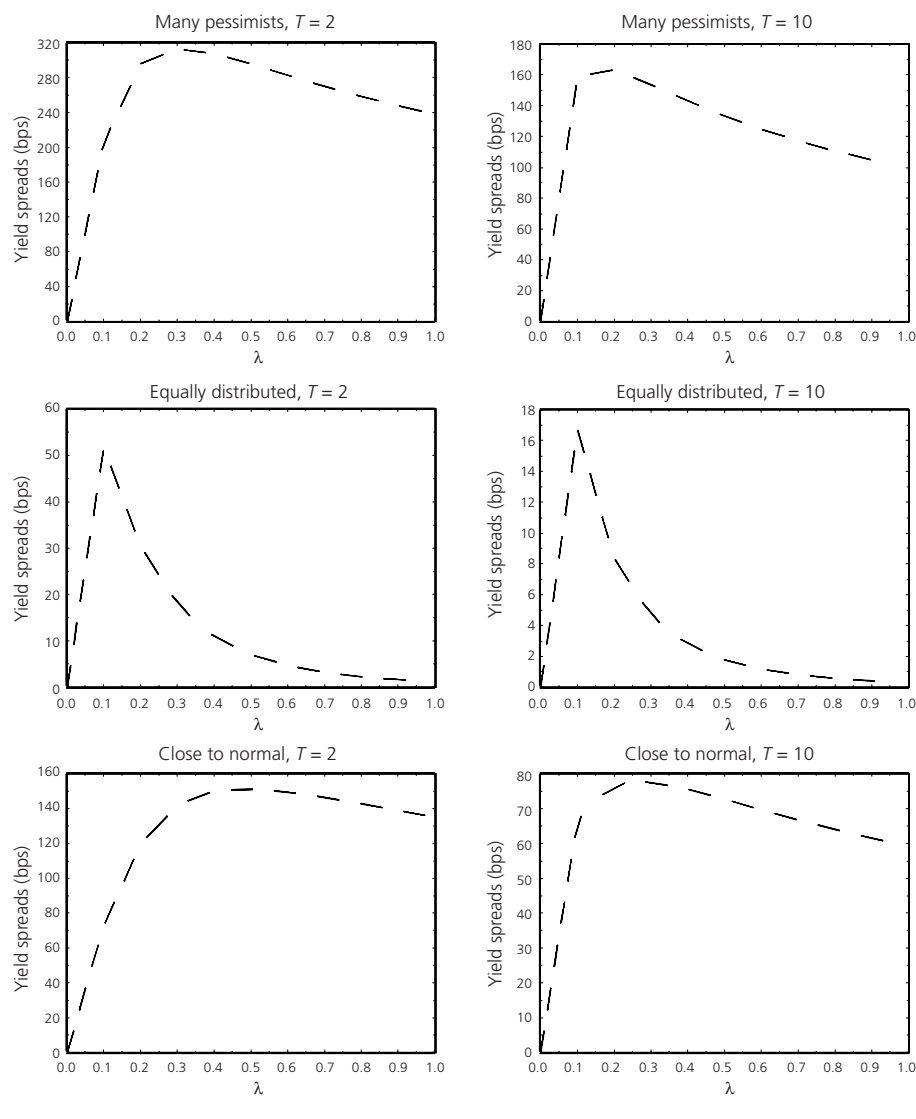 Many pessimists, T = 2
Yield spreads (bps)
320
280
240
200
160
120
80
40
0
0.0 0.1 0.2 0.3 0.4 0.5 0.6 0.7 0.8 0.9 1.0
λ
Many pessimists, T = 10
Yield spreads (bps)
180
160
140
120
100
80
60
40
20
0
0.0 0.1 0.2 0.3 0.4 0.5 0.6 0.7 0.8 0.9 1.0
λ
Equally distributed, T = 2
Yield spreads (bps)
60
50
40
30
20
10
0
0.0 0.1 0.2 0.3 0.4 0.5 0.6 0.7 0.8 0.9 1.0
λ
Equally distributed, T = 10
Yield spreads (bps)
18
16
14
12
10
8
6
4
2
0
0.0 0.1 0.2 0.3 0.4 0.5 0.6 0.7 0.8 0.9 1.0
λ
Close to normal, T = 2
Yield spreads (bps)
160
140
120
100
80
60
40
20
0
0.0 0.1 0.2 0.3 0.4 0.5 0.6 0.7 0.8 0.9 1.0
λ
Close to normal, T = 10
Yield spreads (bps)
80
70
60
50
40
30
20
10
0
0.0 0.1 0.2 0.3 0.4 0.5 0.6 0.7 0.8 0.9 1.0
λ